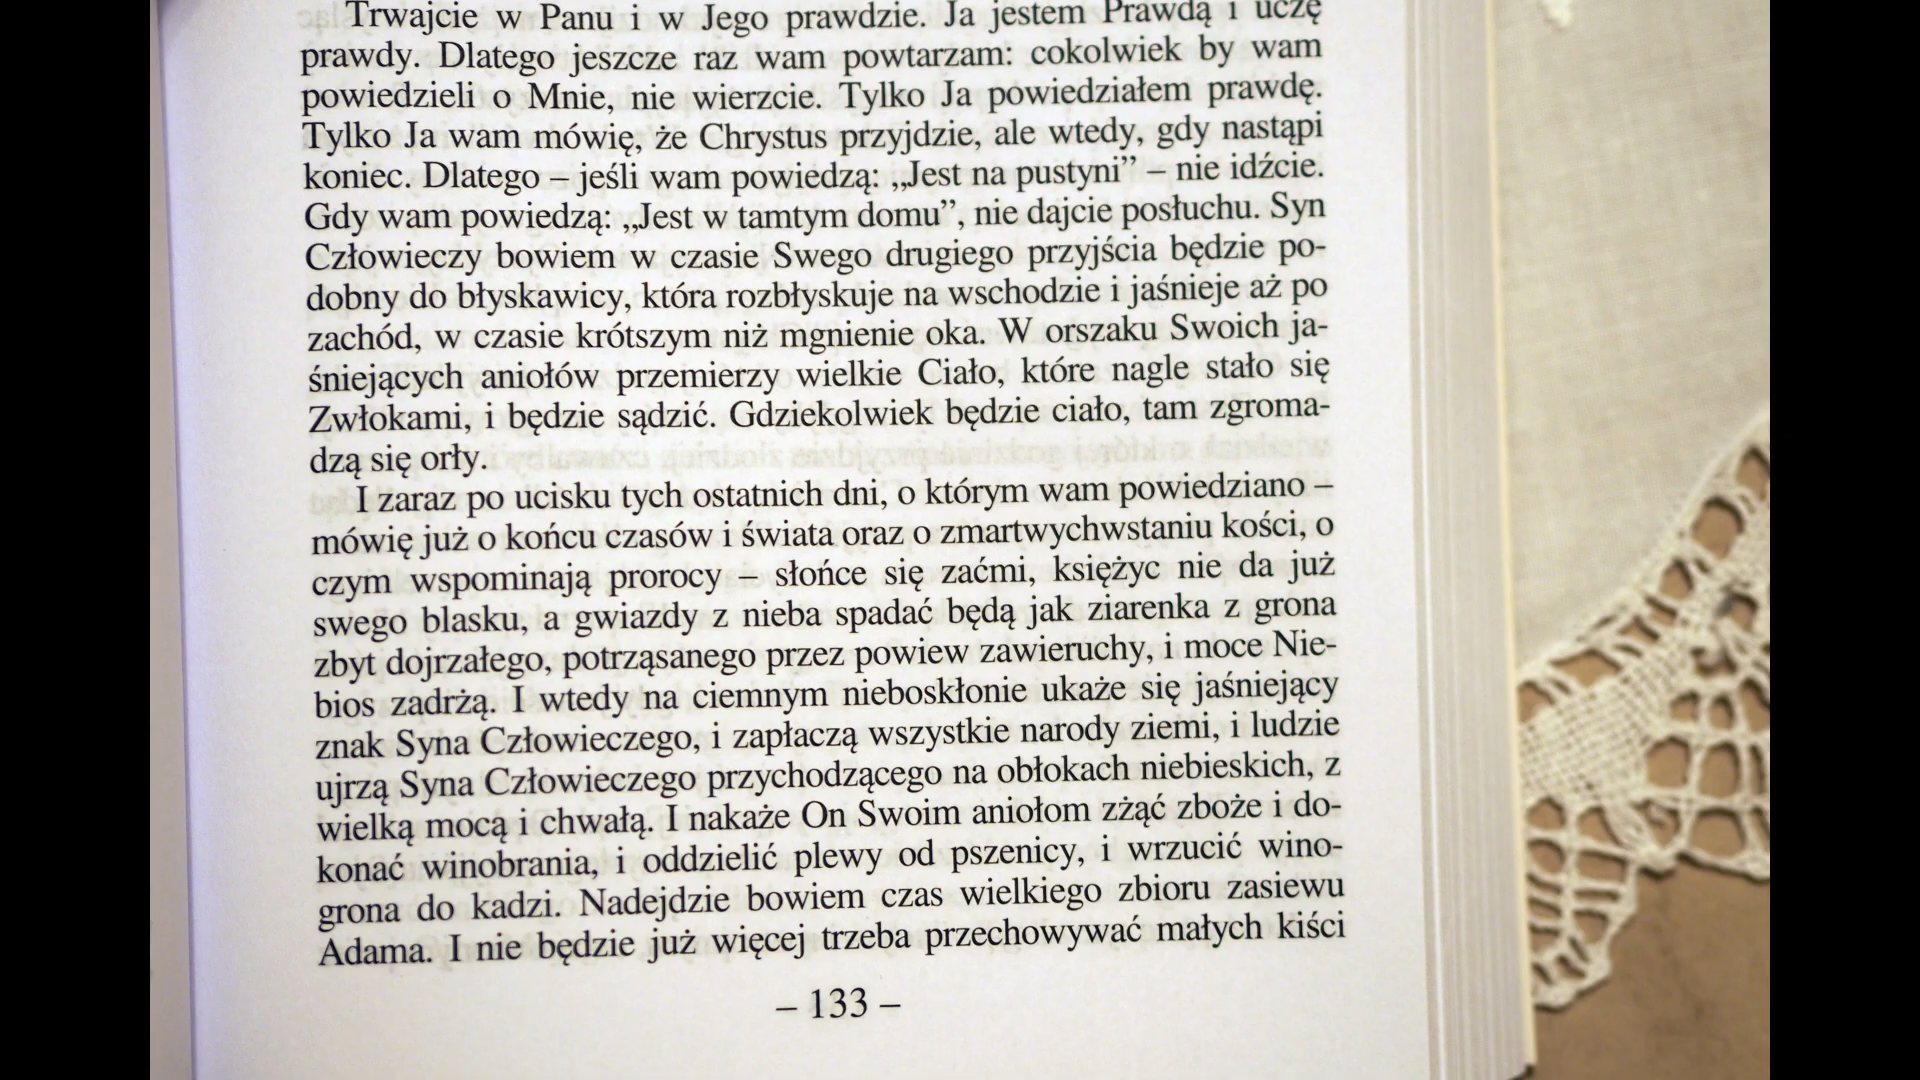 Trwajcie w Panu i w Jego prawdzie. Ja jestem Prawdą i uczę
prawdy. Dlatego jeszcze raz wam powtarzam: cokolwiek by wam
powiedzieli o Mnie, nie wierzcie. Tylko Ja powiedziałem prawdę.
Tylko Ja wam mówię, że Chrystus przyjdzie, ale wtedy, gdy nastąpi
koniec. Dlatego – jeśli wam powiedzą: „Jest na pustyni” – nie idźcie.
Gdy wam powiedzą: „Jest w tamtym domu”, nie dajcie posłuchu. Syn
Człowieczy bowiem w czasie Swego drugiego przyjścia będzie po-
dobny do błyskawicy, która rozbłyskuje na wschodzie i jaśnieje aż po
zachód, w czasie krótszym niż mgnienie oka. W orszaku Swoich ja-
śniejących aniołów przemierzy wielkie Ciało, które nagle stało się
Zwłokami, i będzie sądzić. Gdziekolwiek będzie ciało, tam zgroma-
dzą się orły.
I zaraz po ucisku tych ostatnich dni, o którym wam powiedziano –
mówię już o końcu czasów i świata oraz o zmartwychwstaniu kości, o
czym wspominają prorocy – słońce się zaćmi, księżyc nie da już
swego blasku, a gwiazdy z nieba spadać będą jak ziarenka z grona
zbyt dojrzałego, potrząsanego przez powiew zawieruchy, i moce Nie-
bios zadrżą. I wtedy na ciemnym nieboskłonie ukaże się jaśniejący
znak Syna Człowieczego, i zapłaczą wszystkie narody ziemi, i ludzie
ujrzą Syna Człowieczego przychodzącego na obłokach niebieskich, z
wielką mocą i chwałą. I nakaże On Swoim aniołom zżąć zboże i do-
konać winobrania, i oddzielić plewy od pszenicy, i wrzucić wino-
grona do kadzi. Nadejdzie bowiem czas wielkiego zbioru zasiewu
Adama. I nie będzie już więcej trzeba przechowywać małych kiści
– 133 –